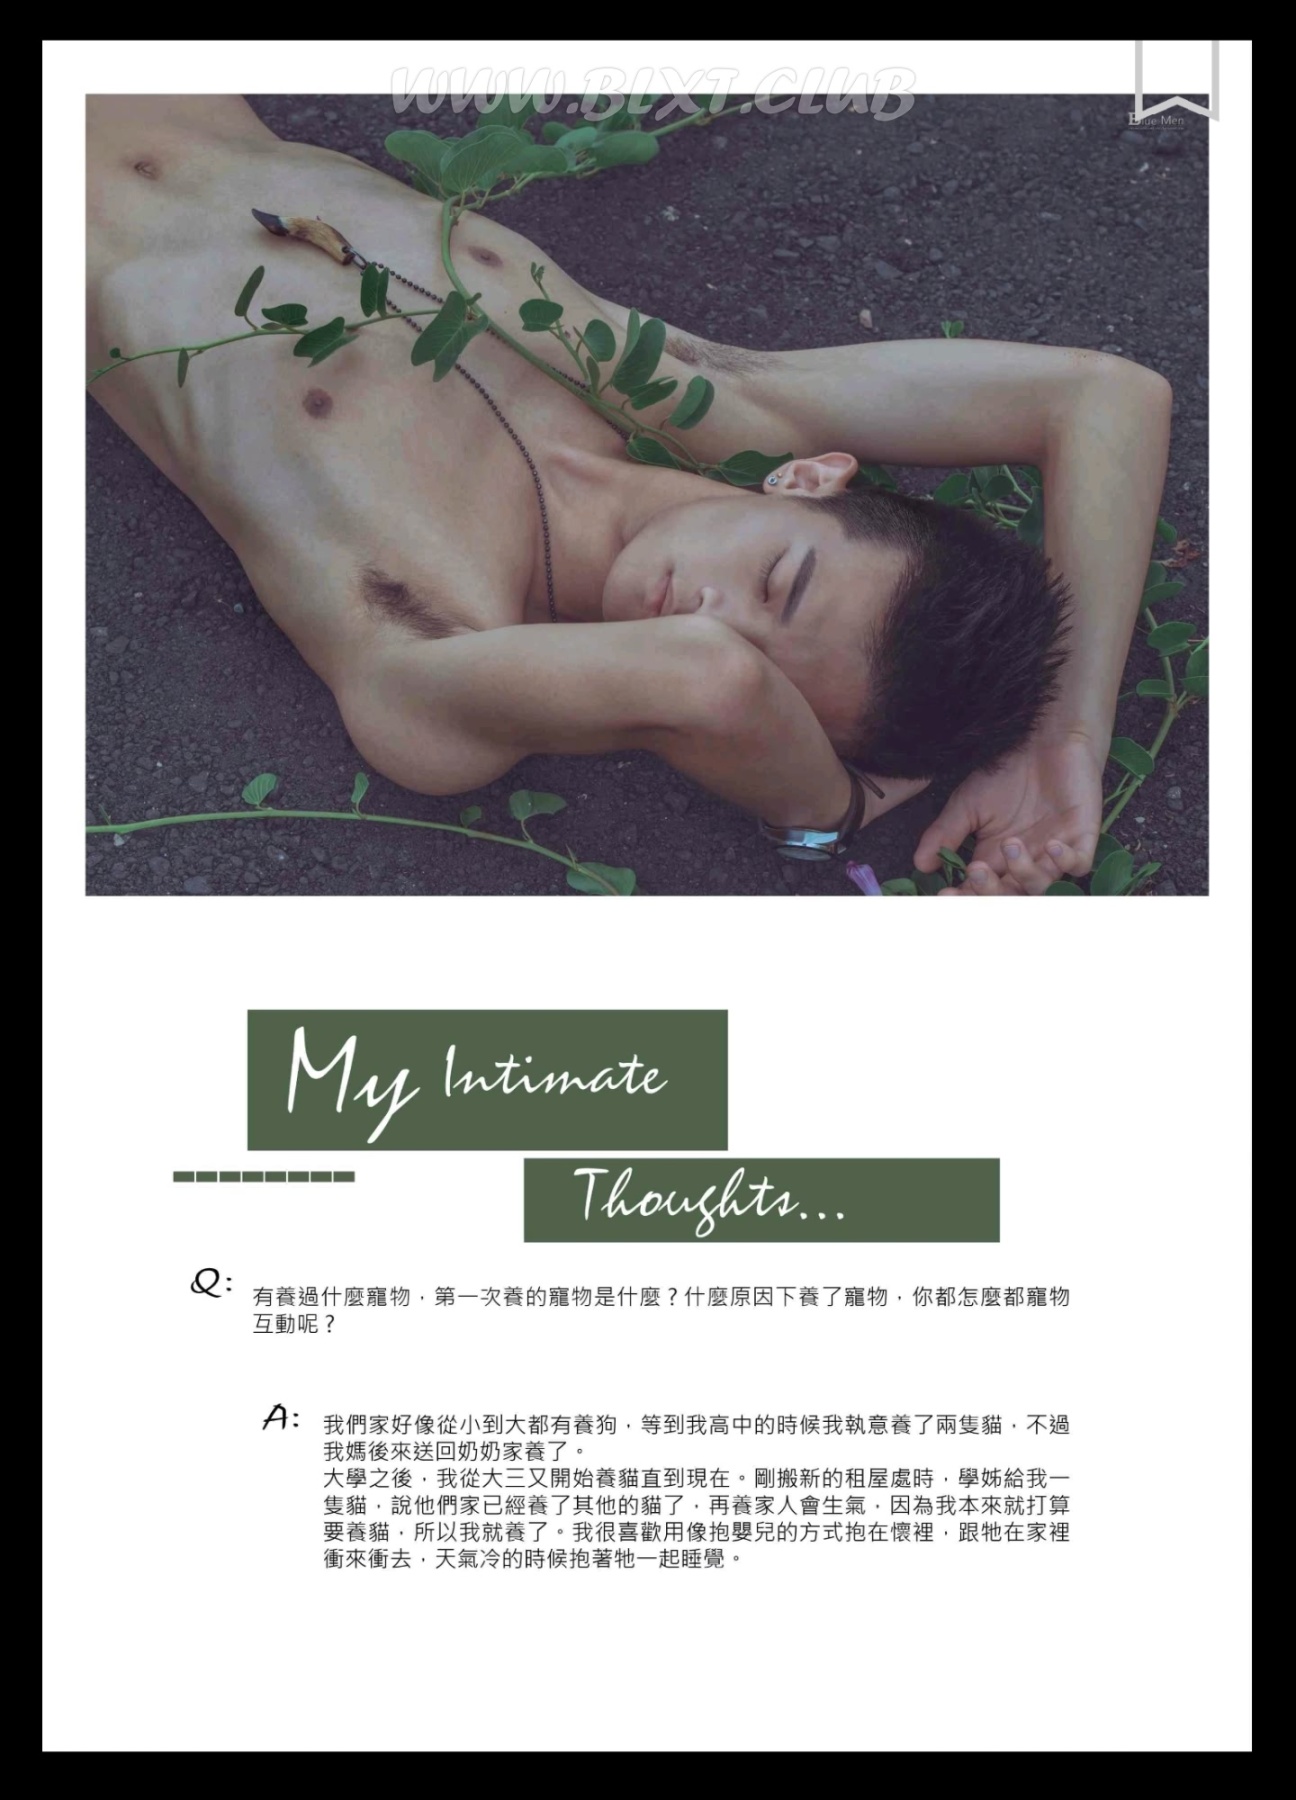 WWW.BLXT.CLUB
Blue Men
My Intimate
Thoughts...
Q:
有養過什麼寵物，第一次養的寵物是什麼？什麼原因下養了寵物，你都怎麼都寵物
互動呢？
A:
我們家好像從小到大都有養狗，等到我高中的時候我執意養了兩隻貓，不過
我媽後來送回奶奶家養了。
大學之後，我從大三又開始養貓直到現在。剛搬新的租屋處時，學姊給我一
隻貓，說他們家已經養了其他的貓了，再養家人會生氣，因為我本來就打算
要養貓，所以我就養了。我很喜歡用像抱嬰兒的方式抱在懷裡，跟牠在家裡
衝來衝去，天氣冷的時候抱著牠一起睡覺。